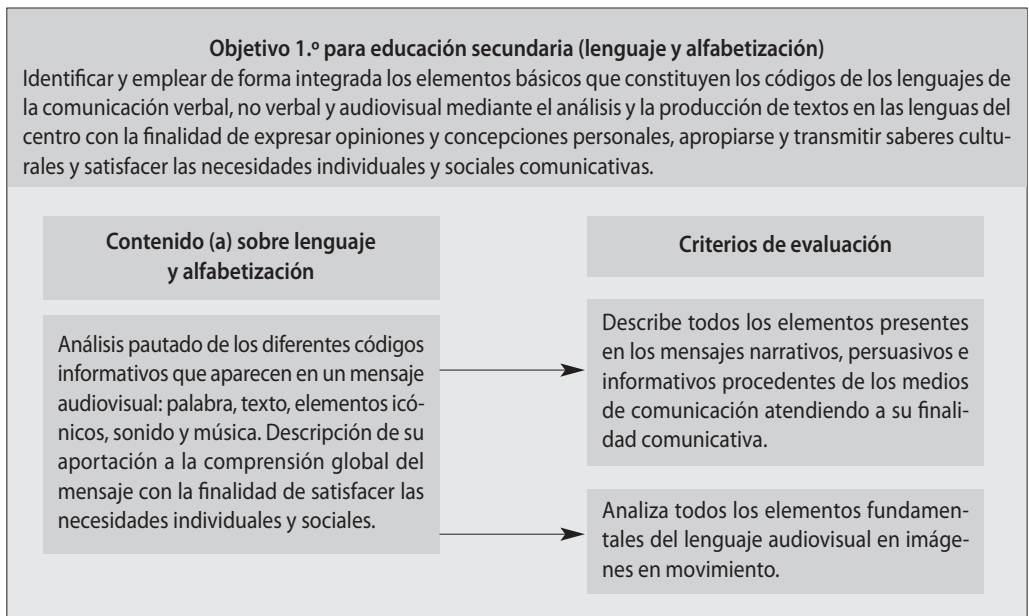 Objetivo 1.º para educación secundaria (lenguaje y alfabetización)
Identificar y emplear de forma integrada los elementos básicos que constituyen los códigos de los lenguajes de
la comunicación verbal, no verbal y audiovisual mediante el análisis y la producción de textos en las lenguas del
centro con la finalidad de expresar opiniones y concepciones personales, apropiarse y transmitir saberes cultu-
rales y satisfacer las necesidades individuales y sociales comunicativas.
Contenido (a) sobre lenguaje
y alfabetización
Análisis pautado de los diferentes códigos
informativos que aparecen en un mensaje
audiovisual: palabra, texto, elementos icó-
nicos, sonido y música. Descripción de su
aportación a la comprensión global del
mensaje con la finalidad de satisfacer las
necesidades individuales y sociales.
Criterios de evaluación
Describe todos los elementos presentes
en los mensajes narrativos, persuasivos e
informativos procedentes de los medios
de comunicación atendiendo a su finali-
dad comunicativa.
Analiza todos los elementos fundamen-
tales del lenguaje audiovisual en imáge-
nes en movimiento.